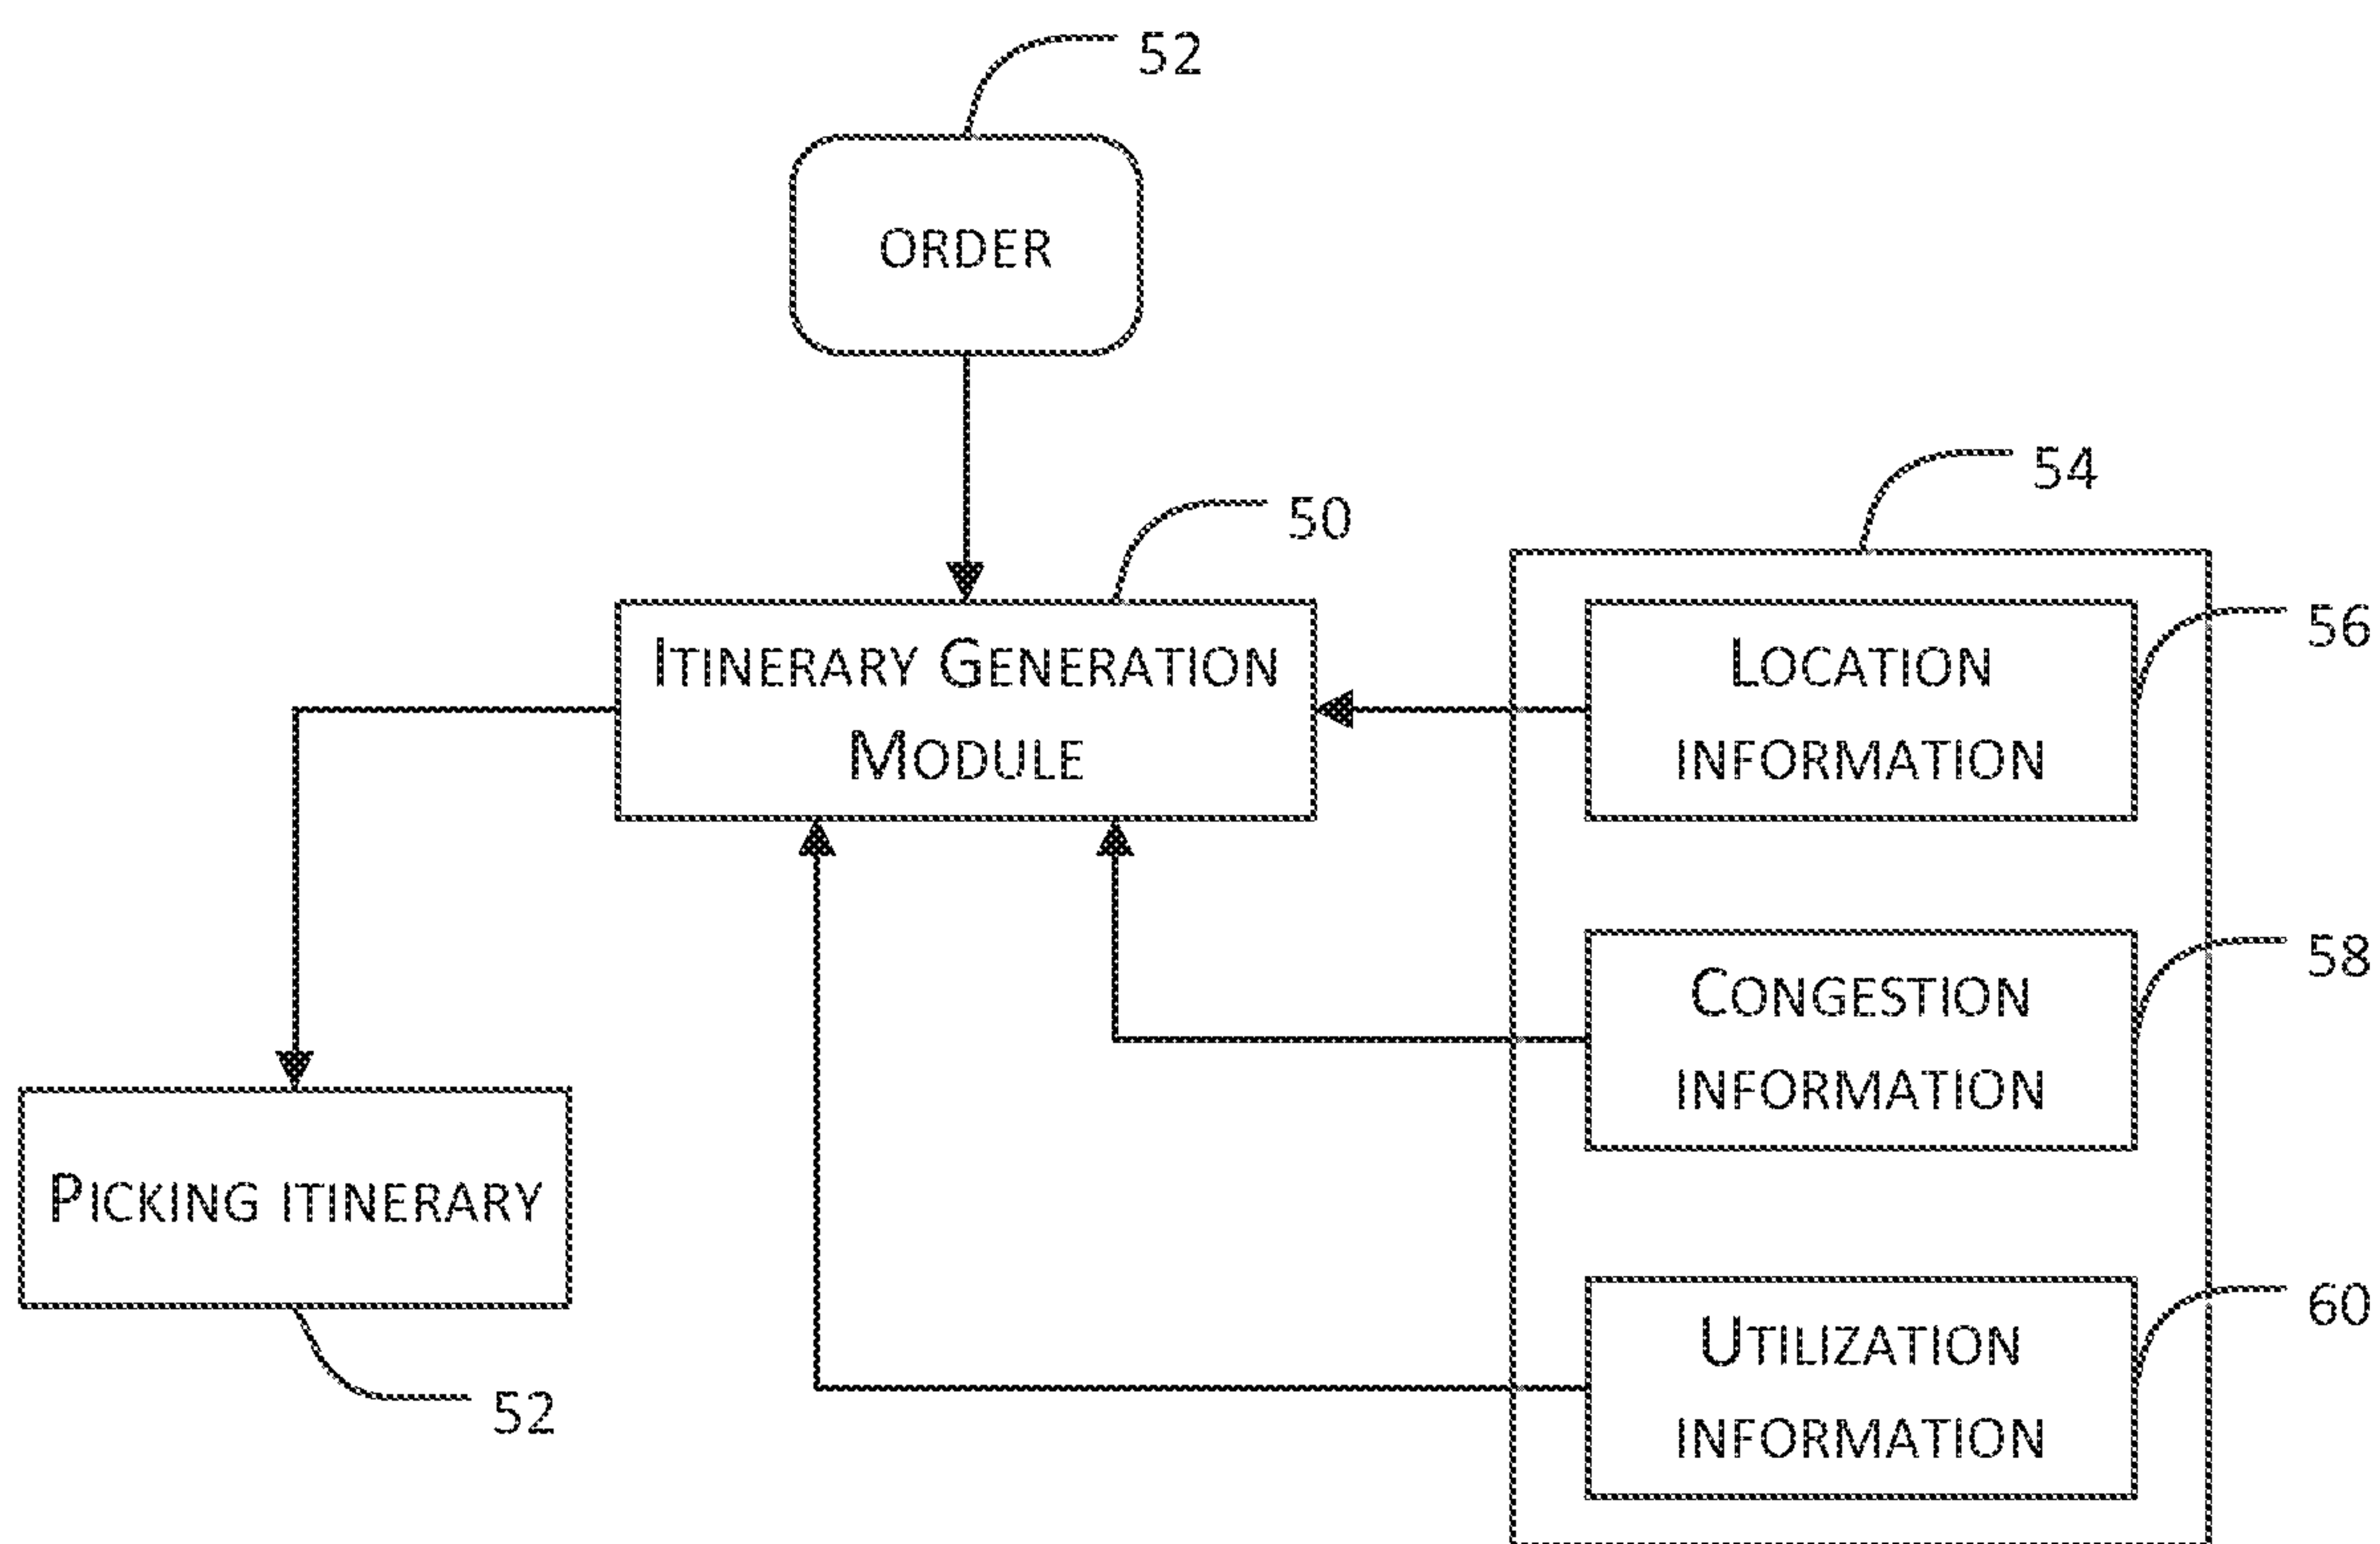 52
ORDER
54
50
ITINERARY GENERATION
MODULE
LOCATION
INFORMATION
56
CONGESTION
INFORMATION
58
PICKING ITINERARY
52
UTILIZATION
INFORMATION
60